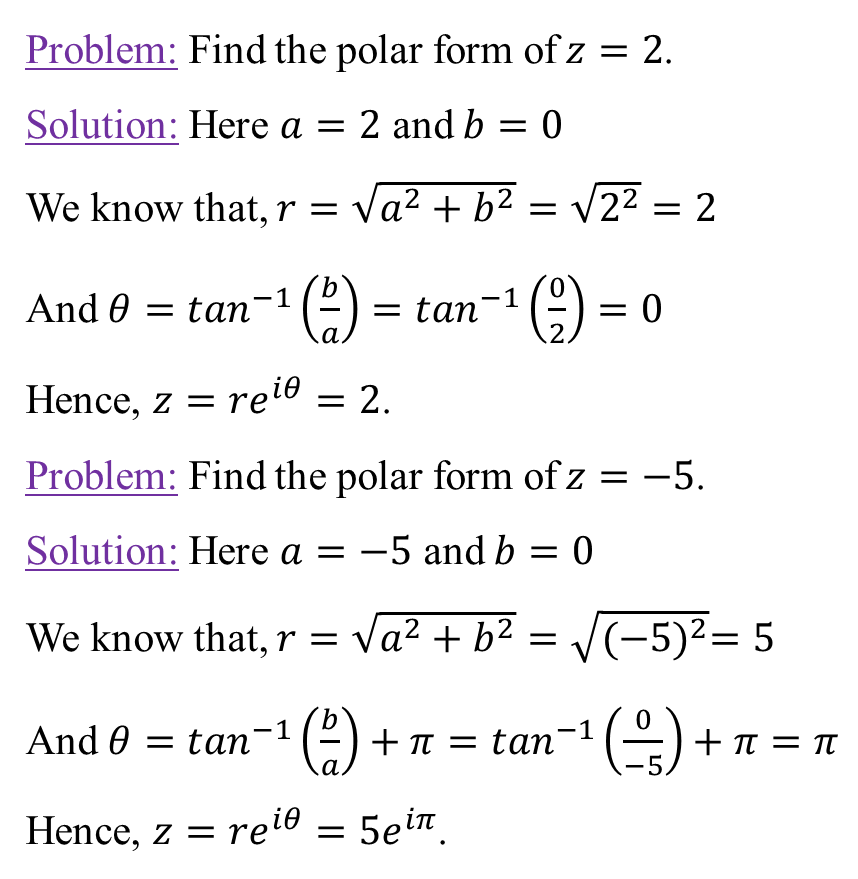 Problem: Find the polar form of z = 2.
Solution: Here a = 2 and b = 0
We know that, r = √(a² + b²) = √(2²) = 2
And θ = tan⁻¹(b/a) = tan⁻¹(0/2) = 0
Hence, z = re^{iθ} = 2.
Problem: Find the polar form of z = −5.
Solution: Here a = −5 and b = 0
We know that, r = √(a² + b²) = √((−5)²) = 5
And θ = tan⁻¹(b/a) + π = tan⁻¹(0/−5) + π = π
Hence, z = re^{iθ} = 5e^{iπ}.